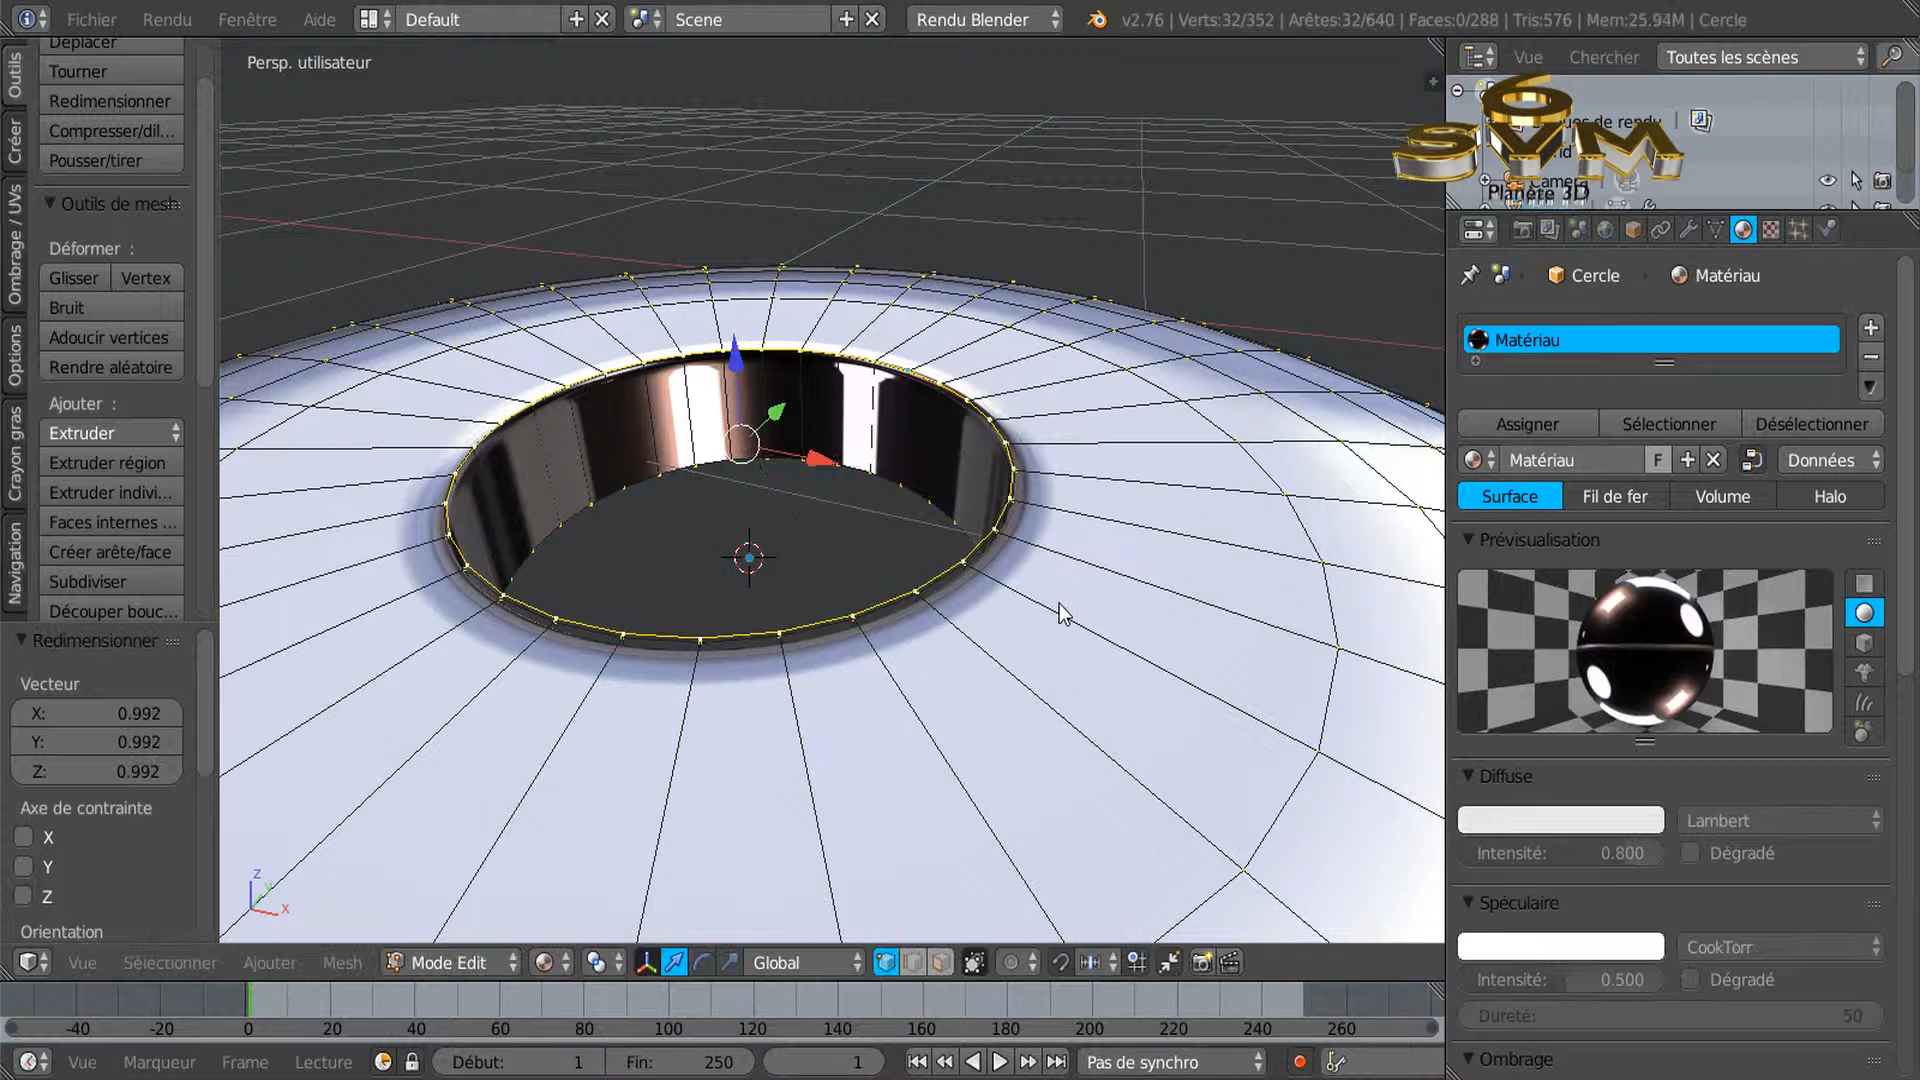 Fichier Rendu Fenêtre Aide Default Scene Rendu Blender v2.76 | Verts:32/352 | Arêtes:32/640 | Faces:0/288 | Tris:576 | Mem:25.94M | Cercle
Outils
Créer
Ombrage / UVs
Options
Crayon gras
Navigation
Déplacer
Tourner
Redimensionner
Compresser/dil...
Pousser/tirer
Outils de mesh
Déformer :
Glisser Vertex
Bruit
Adoucir vertices
Rendre aléatoire
Ajouter :
Extruder
Extruder région
Extruder indivi...
Faces internes ...
Créer arête/face
Subdiviser
Découper bouc...
Redimensionner
Vecteur
X: 0.992
Y: 0.992
Z: 0.992
Axe de contrainte
X
Y
Z
Orientation
Persp. utilisateur
z
y
x
Vue Sélectionner Ajouter Mesh Mode Edit Global
-40 -20 0 20 40 60 80 100 120 140 160 180 200 220 240 260
Vue Marqueur Frame Lecture Début: 1 Fin: 250 1 Pas de synchro
Vue Chercher Toutes les scènes
6
SYM
de rendu
Camera
Planète 3D
Cercle Matériau
Matériau
Assigner Sélectionner Désélectionner
Matériau F Données
Surface Fil de fer Volume Halo
Prévisualisation
Diffuse
Lambert
Intensité: 0.800 Dégradé
Spéculaire
CookTorr
Intensité: 0.500 Dégradé
Dureté: 50
Ombrage